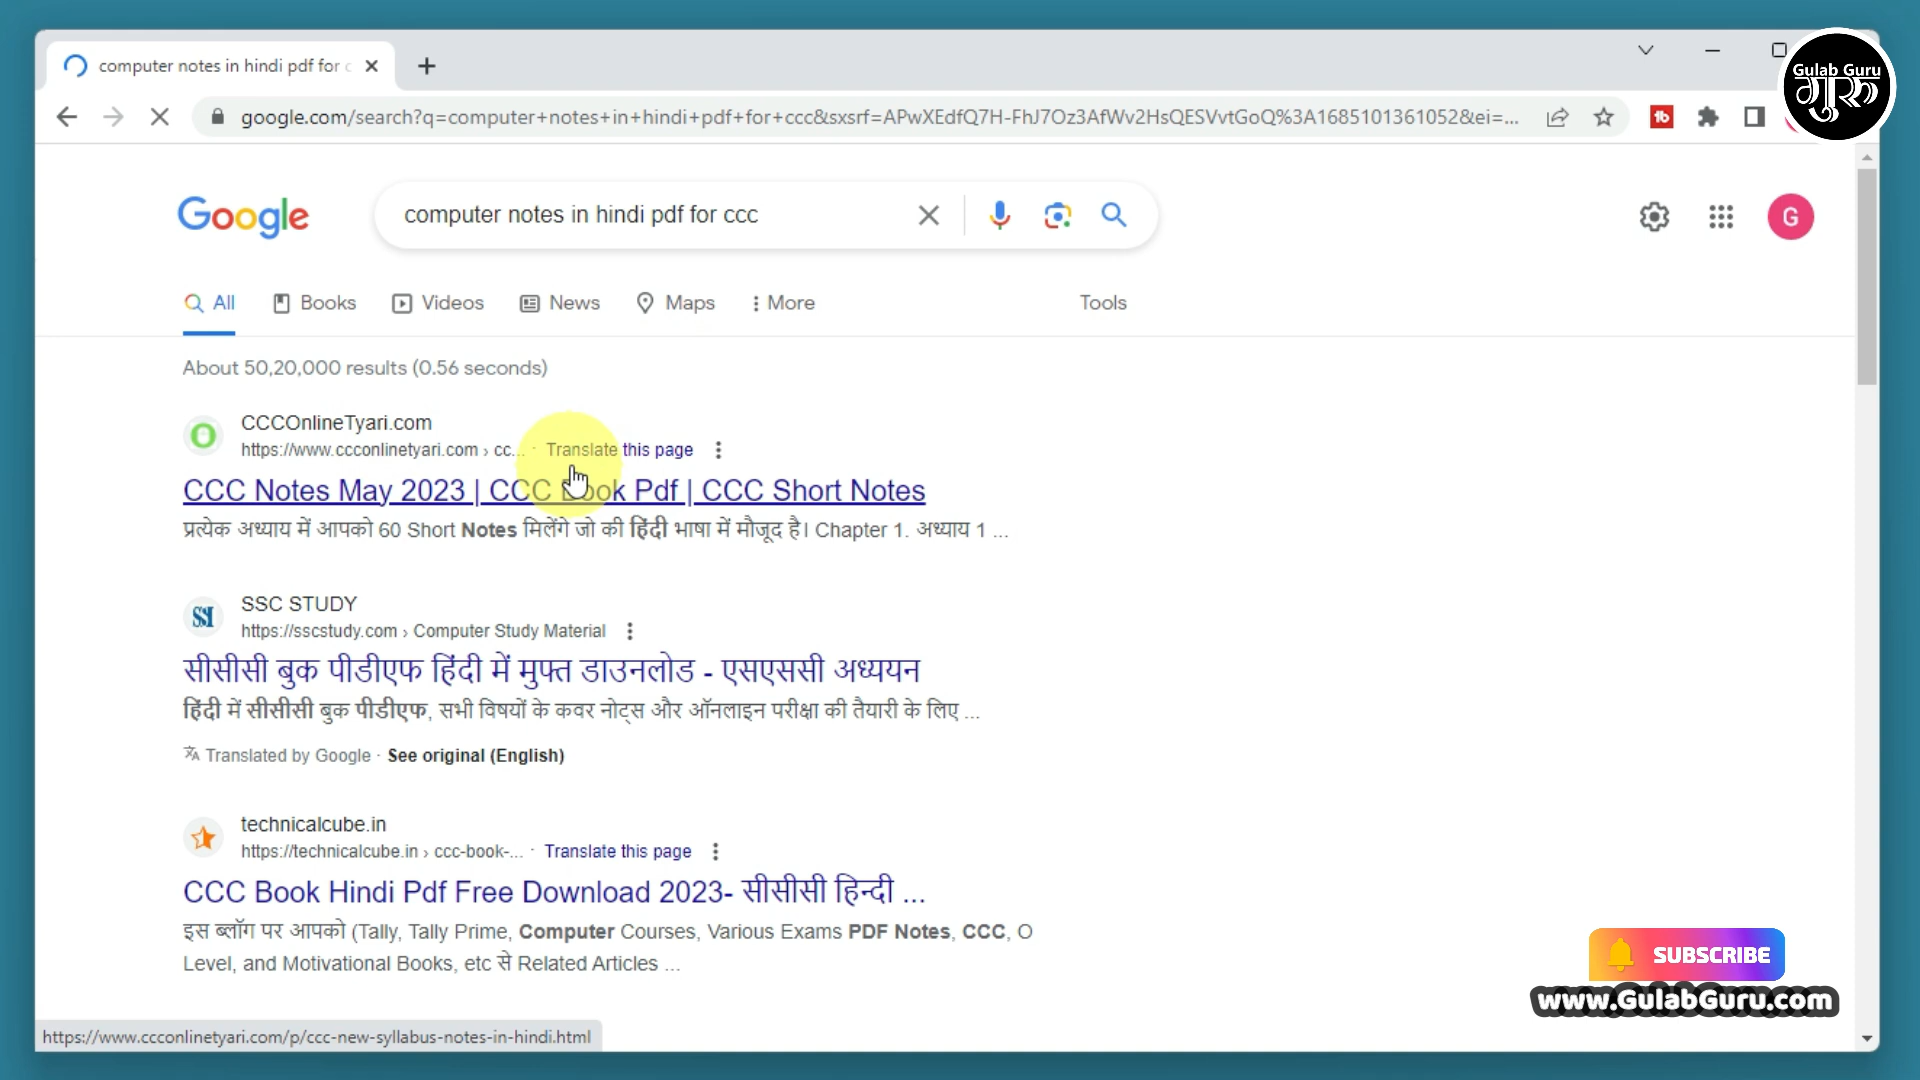 computer notes in hindi pdf for c
Gulab Guru
गुरु
google.com/search?q=computer+notes+in+hindi+pdf+for+ccc&sxsrf=APwXEdfQ7H-FhJ7Oz3AfWv2HsQESVvtGoQ%3A1685101361052&ei=...
Google
computer notes in hindi pdf for ccc
G
All Books Videos News Maps More Tools
About 50,20,000 results (0.56 seconds)
CCCOnlineTyari.com
https://www.ccconlinetyari.com › cc... · Translate this page
CCC Notes May 2023 | CCC Book Pdf | CCC Short Notes
प्रत्येक अध्याय में आपको 60 Short Notes मिलेंगे जो की हिंदी भाषा में मौजूद है। Chapter 1. अध्याय 1 ...
SSC STUDY
https://sscstudy.com › Computer Study Material
सीसीसी बुक पीडीएफ हिंदी में मुफ्त डाउनलोड - एसएससी अध्ययन
हिंदी में सीसीसी बुक पीडीएफ, सभी विषयों के कवर नोट्स और ऑनलाइन परीक्षा की तैयारी के लिए ...
Translated by Google · See original (English)
technicalcube.in
https://technicalcube.in › ccc-book-... · Translate this page
CCC Book Hindi Pdf Free Download 2023- सीसीसी हिन्दी ...
इस ब्लॉग पर आपको (Tally, Tally Prime, Computer Courses, Various Exams PDF Notes, CCC, O
Level, and Motivational Books, etc से Related Articles ...
SUBSCRIBE
www.GulabGuru.com
https://www.ccconlinetyari.com/p/ccc-new-syllabus-notes-in-hindi.html